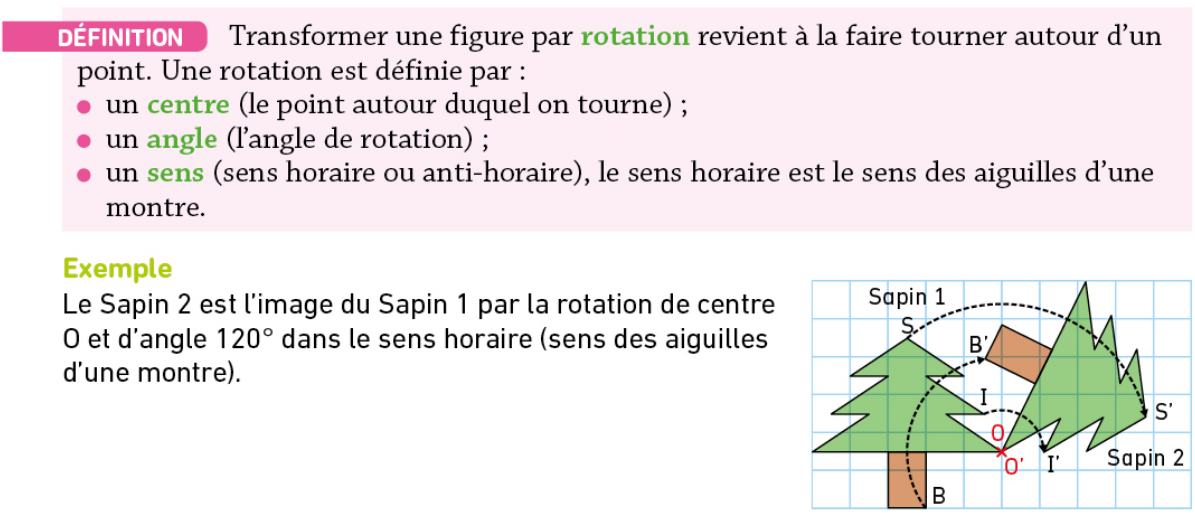 DÉFINITION Transformer une figure par rotation revient à la faire tourner autour d’un
point. Une rotation est définie par :
● un centre (le point autour duquel on tourne) ;
● un angle (l’angle de rotation) ;
● un sens (sens horaire ou anti-horaire), le sens horaire est le sens des aiguilles d’une
montre.
Exemple
Le Sapin 2 est l’image du Sapin 1 par la rotation de centre
O et d’angle 120° dans le sens horaire (sens des aiguilles
d’une montre).
Sapin 1
S
B’
I
S’
O
O’
I’
Sapin 2
B